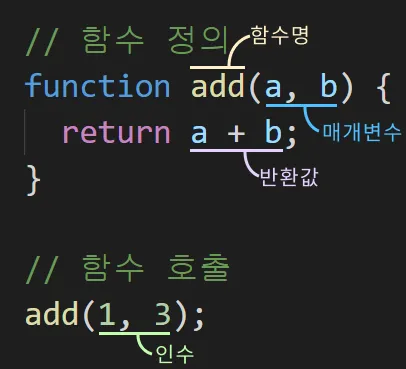 // 함수 정의 함수명
function add(a, b) {
return a + b; 매개변수
} 반환값
// 함수 호출
add(1, 3);
인수